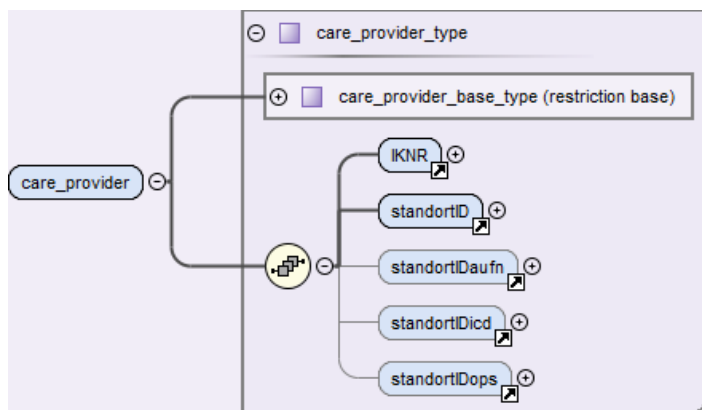 care_provider_type
care_provider_base_type (restriction base)
IKNR
care_provider
standortID
standortIDaufn
standortIDicd
standortIDops